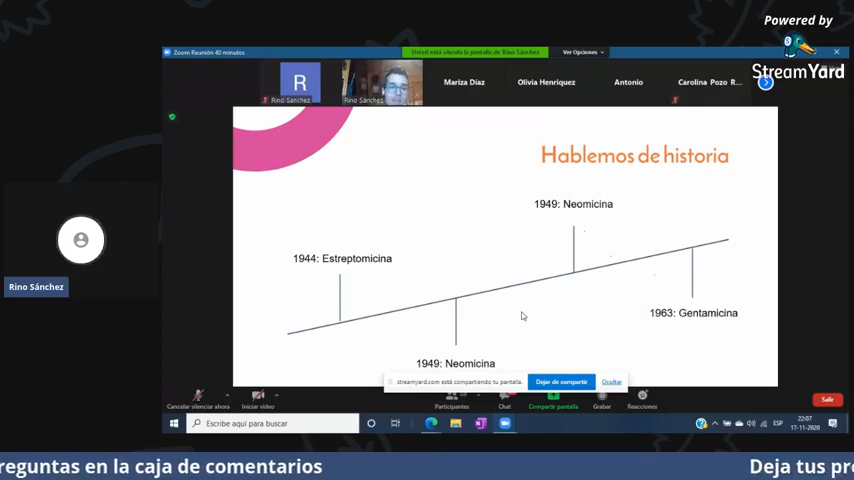 Powered by
StreamYard
Zoom Reunión 40 minutos
Usted está viendo la pantalla de Rino Sánchez
Ver Opciones
R
Rino Sánchez
Rino Sánchez
Mariza Díaz
Olivia Henriquez
Antonio
Carolina Pozo R...
Hablemos de historia
1949: Neomicina
1944: Estreptomicina
1963: Gentamicina
1949: Neomicina
Rino Sánchez
streamyard.com está compartiendo tu pantalla.
Dejar de compartir
Ocultar
Cancelar silenciar ahora
Iniciar video
Participantes
Chat
Compartir pantalla
Grabar
Reacciones
Salir
Escribe aquí para buscar
ESP
22:07
17-11-2020
reguntas en la caja de comentarios
Deja tus pr